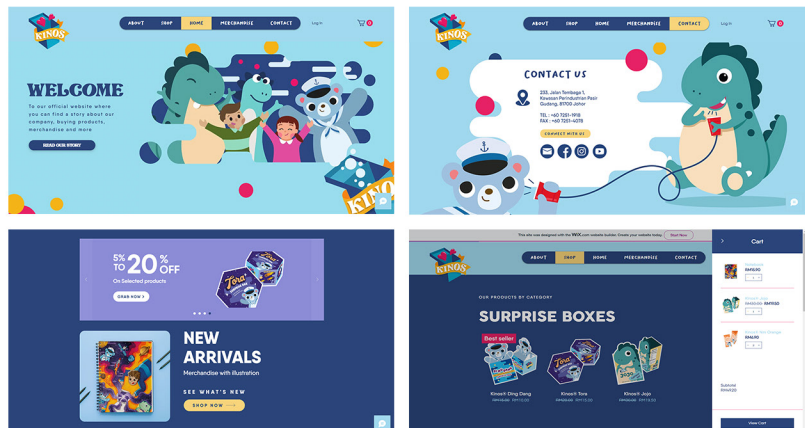 KINOS
ABOUT SHOP HOME MERCHANDISE CONTACT
Log In
0
WELCOME
To our official website where
you can find a story about our
company, buying products,
merchandise and more
READ OUR STORY
KINOS
KINOS
ABOUT SHOP HOME MERCHANDISE CONTACT
Log In
0
CONTACT US
233, Jalan Tembaga 1,
Kawasan Perindustrian Pasir
Gudang, 81700 Johor
TEL : +60 7251-1918
FAX : +60 7251-4078
CONNECT WITH US
5% TO 20% OFF
On Selected products
GRAB NOW >
Tora
NEW
ARRIVALS
Merchandise with illustration
SEE WHAT'S NEW
SHOP NOW
This site was designed with the WiX.com website builder. Create your website today.
Start Now
KINOS
ABOUT SHOP HOME MERCHANDISE CONTACT
OUR PRODUCTS BY CATEGORY
SURPRISE BOXES
Best seller
Tora
Kinosit Ding Dang
Kinosit Tora
Kinosit Jojo
Cart
Subtotal
View Cart